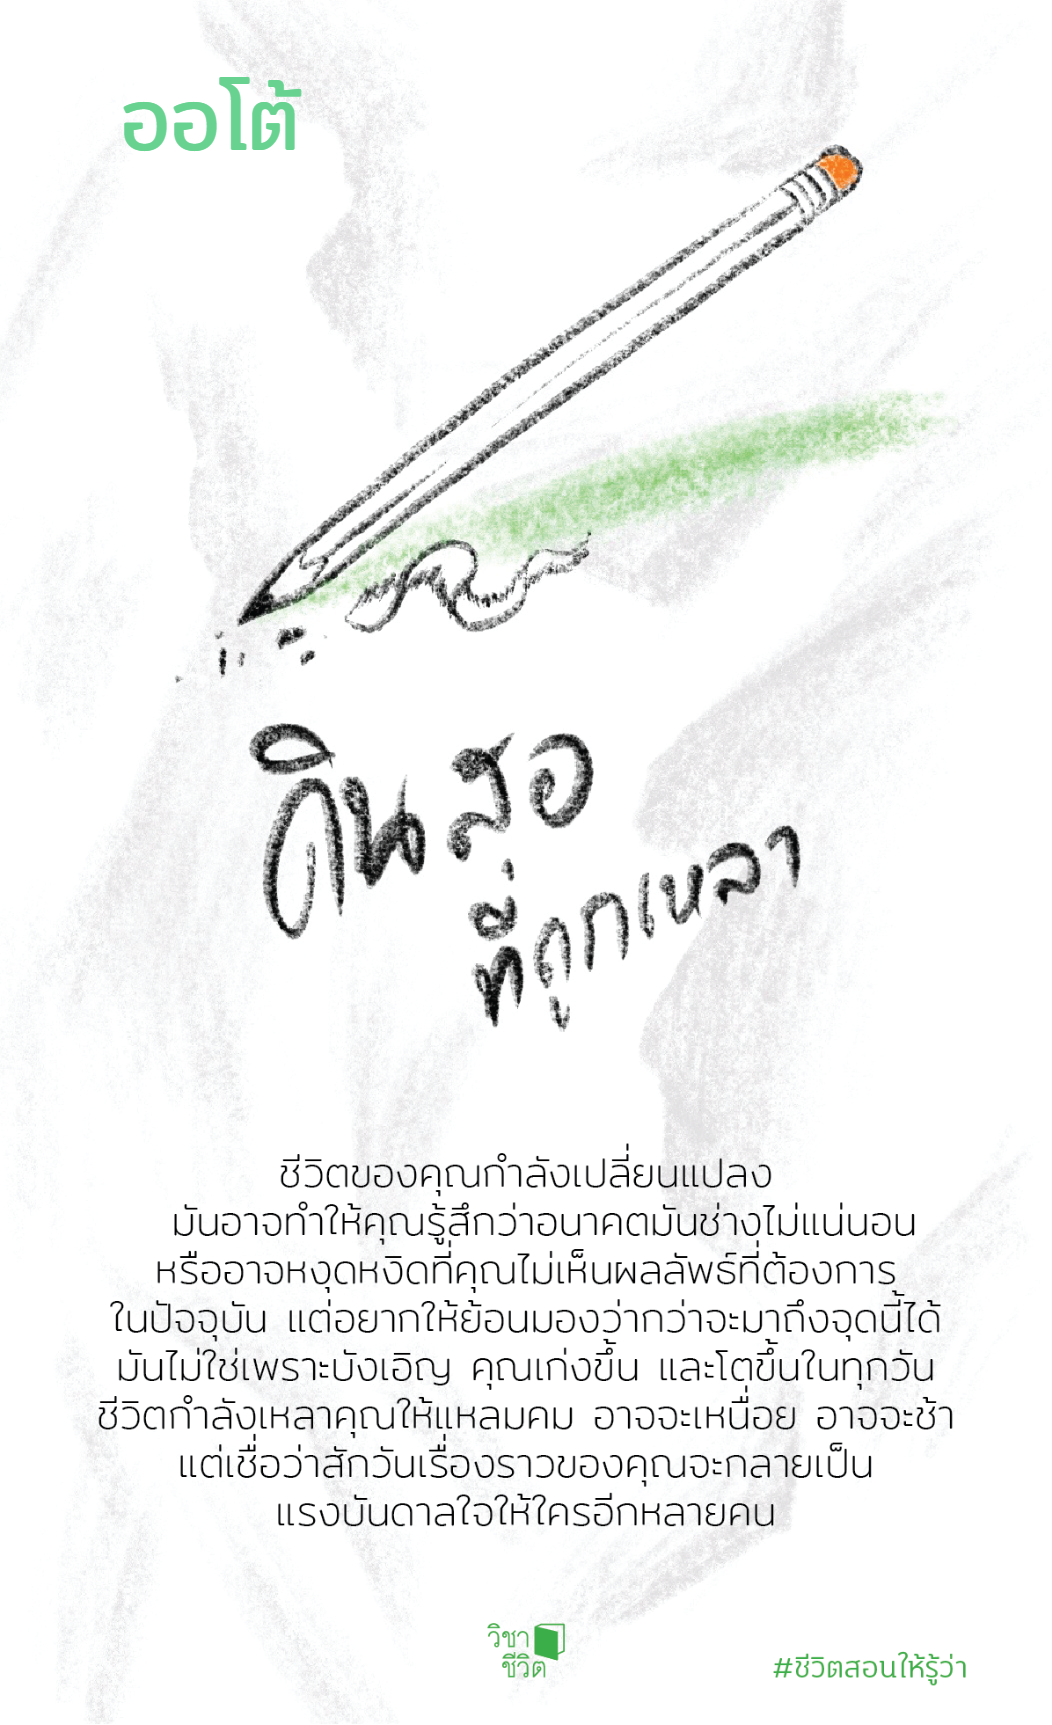 ออโต้
ดินสอ
ที่ถูกเหลา
ชีวิตของคุณกำลังเปลี่ยนแปลง
มันอาจทำให้คุณรู้สึกว่าอนาคตมันช่างไม่แน่นอน
หรืออาจหงุดหงิดที่คุณไม่เห็นผลลัพธ์ที่ต้องการ
ในปัจจุบัน แต่อยากให้ย้อนมองว่ากว่าจะมาถึงจุดนี้ได้
มันไม่ใช่เพราะบังเอิญ คุณเก่งขึ้น และโตขึ้นในทุกวัน
ชีวิตกำลังเหลาคุณให้แหลมคม อาจจะเหนื่อย อาจจะช้า
แต่เชื่อว่าสักวันเรื่องราวของคุณจะกลายเป็น
แรงบันดาลใจให้ใครอีกหลายคน
วิชา
ชีวิต
#ชีวิตสอนให้รู้ว่า